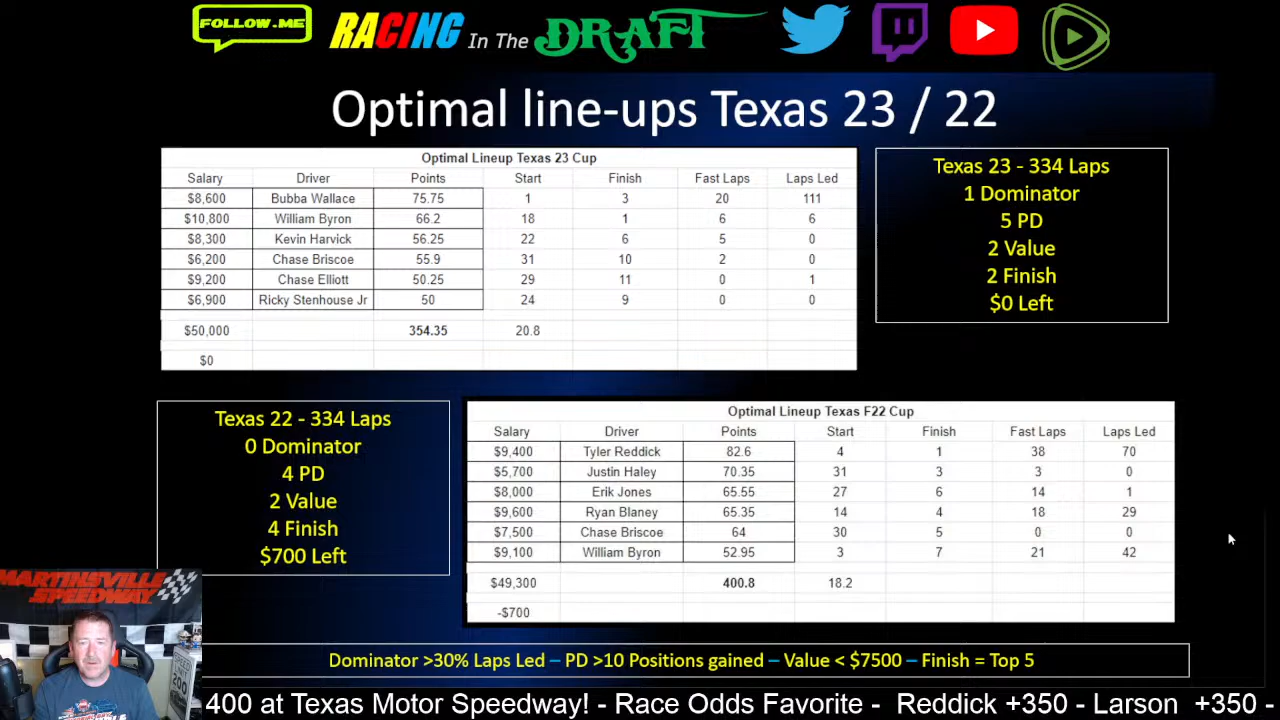 FOLLOW.ME
RACING In The DRAFT
Optimal line-ups Texas 23 / 22
Optimal Lineup Texas 23 Cup
Salary Driver Points Start Finish Fast Laps Laps Led
$8,600 Bubba Wallace 75.75 1 3 20 111
$10,800 William Byron 66.2 18 1 6 6
$8,300 Kevin Harvick 56.25 22 6 5 0
$6,200 Chase Briscoe 55.9 31 10 2 0
$9,200 Chase Elliott 50.25 29 11 0 1
$6,900 Ricky Stenhouse Jr 50 24 9 0 0
$50,000 354.35 20.8
$0
Texas 23 - 334 Laps
1 Dominator
5 PD
2 Value
2 Finish
$0 Left
Texas 22 - 334 Laps
0 Dominator
4 PD
2 Value
4 Finish
$700 Left
Optimal Lineup Texas F22 Cup
Salary Driver Points Start Finish Fast Laps Laps Led
$9,400 Tyler Reddick 82.6 4 1 38 70
$5,700 Justin Haley 70.35 31 3 3 0
$8,000 Erik Jones 65.55 27 6 14 1
$9,600 Ryan Blaney 65.35 14 4 18 29
$7,500 Chase Briscoe 64 30 5 0 0
$9,100 William Byron 52.95 3 7 21 42
$49,300 400.8 18.2
-$700
MARTINSVILLE
SPEEDWAY
200
Dominator >30% Laps Led – PD >10 Positions gained – Value < $7500 – Finish = Top 5
400 at Texas Motor Speedway! - Race Odds Favorite - Reddick +350 - Larson +350 -